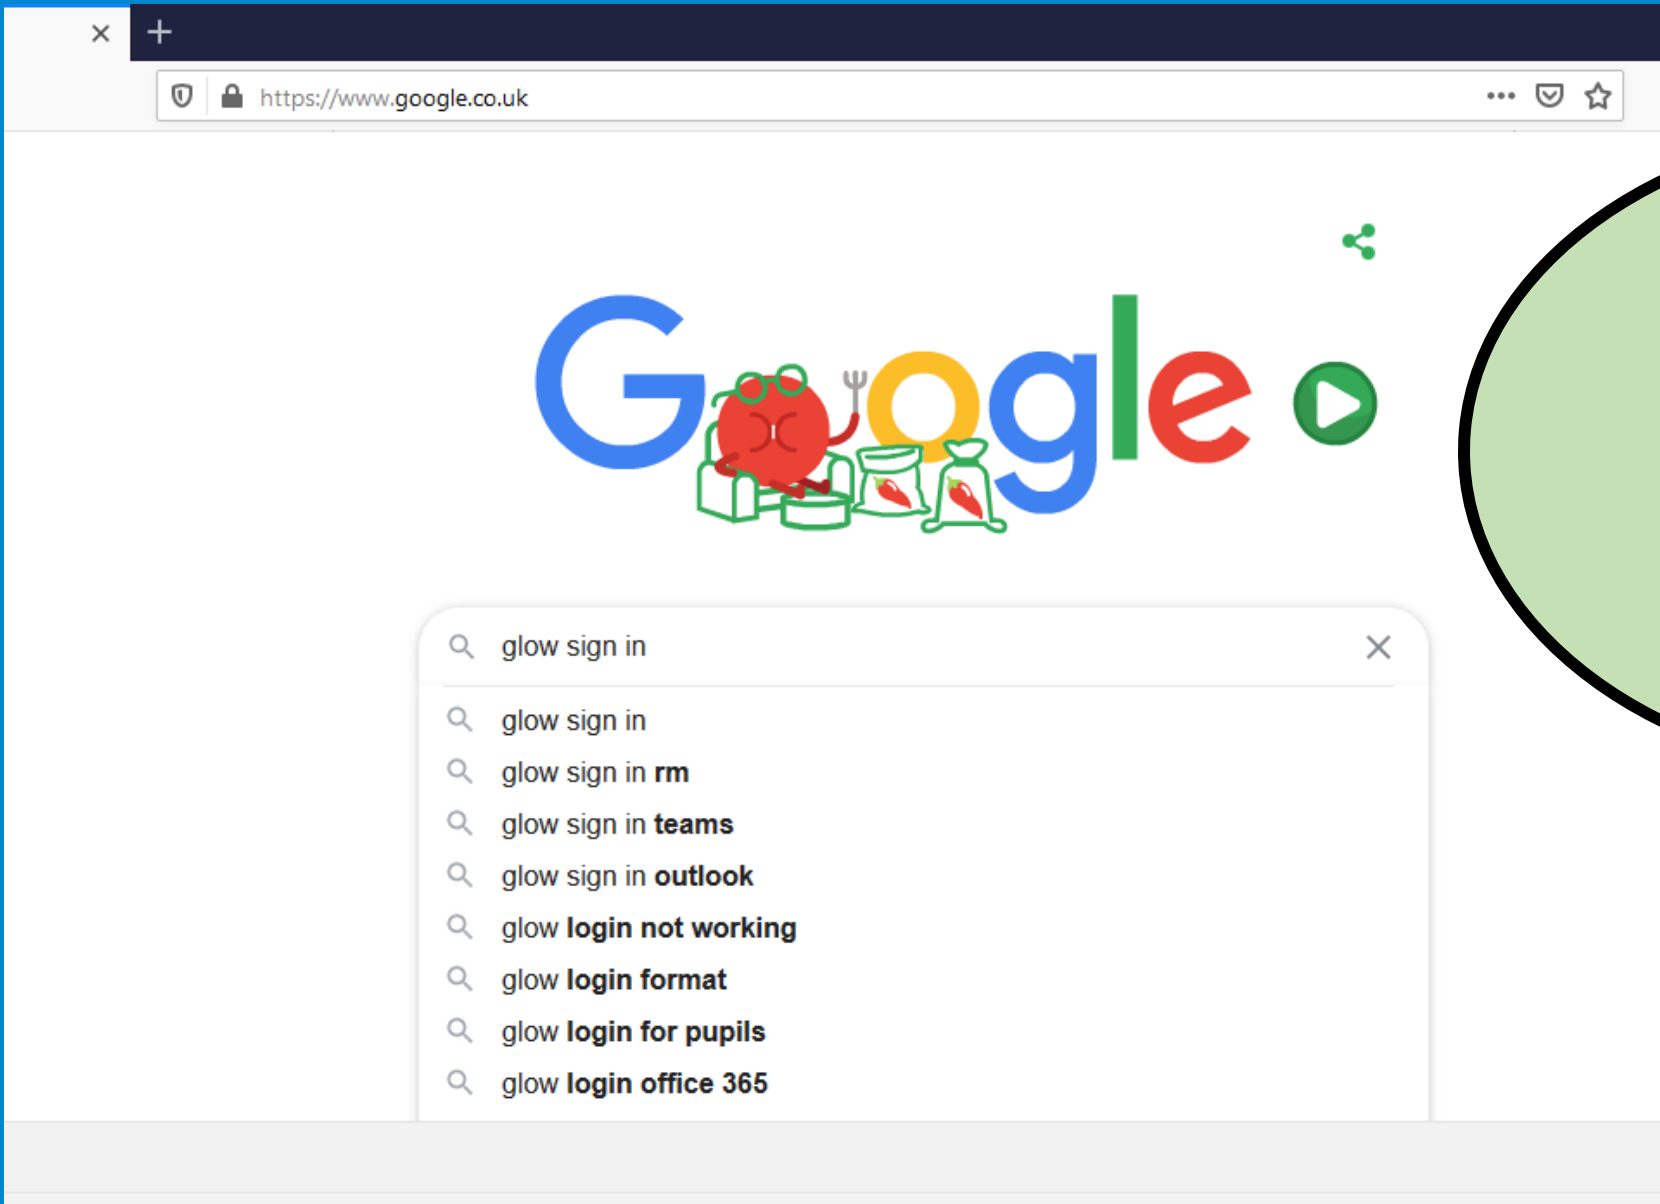 https://www.google.co.uk
Google
glow sign in
glow sign in
glow sign in rm
glow sign in teams
glow sign in outlook
glow login not working
glow login format
glow login for pupils
glow login office 365